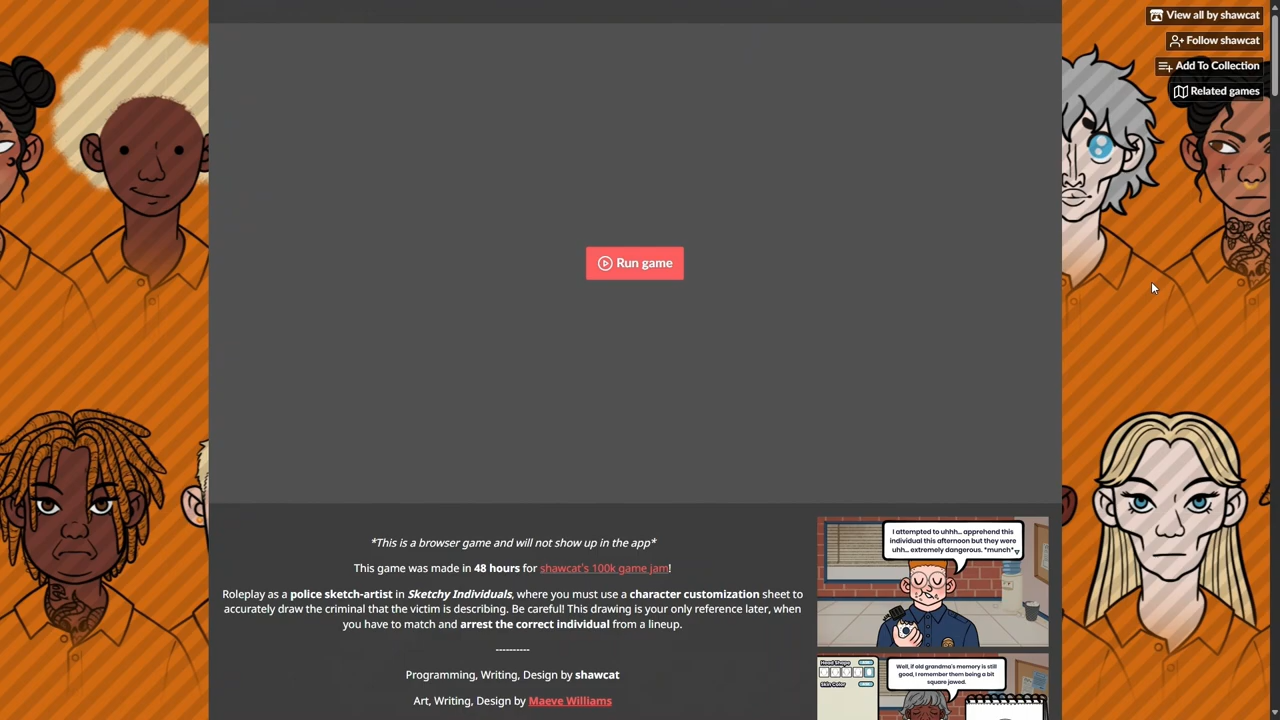 View all by shawcat
Follow shawcat
Add To Collection
Related games
Run game
*This is a browser game and will not show up in the app*
This game was made in 48 hours for shawcat's 100k game jam!
Roleplay as a police sketch-artist in Sketchy Individuals, where you must use a character customization sheet to
accurately draw the criminal that the victim is describing. Be careful! This drawing is your only reference later, when
you have to match and arrest the correct individual from a lineup.
----------
Programming, Writing, Design by shawcat
Art, Writing, Design by Maeve Williams
I attempted to uhhh... apprehend this
individual this afternoon but they were
uhh... extremely dangerous. *munch*
Head Shape
Skin Color
Well, if old grandma's memory is still
good, I remember them being a bit
square jawed.